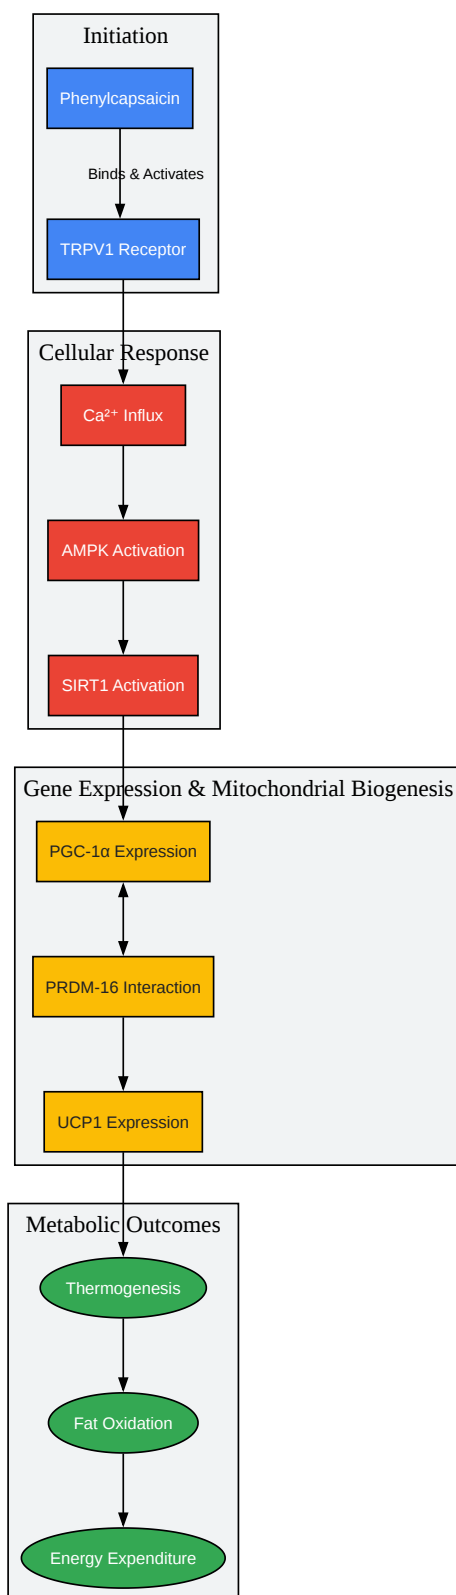 Initiation
Phenylcapsaicin
Binds & Activates
TRPV1 Receptor
Cellular Response
Ca²⁺ Influx
AMPK Activation
SIRT1 Activation
Gene Expression & Mitochondrial Biogenesis
PGC-1α Expression
PRDM-16 Interaction
UCP1 Expression
Metabolic Outcomes
Thermogenesis
Fat Oxidation
Energy Expenditure